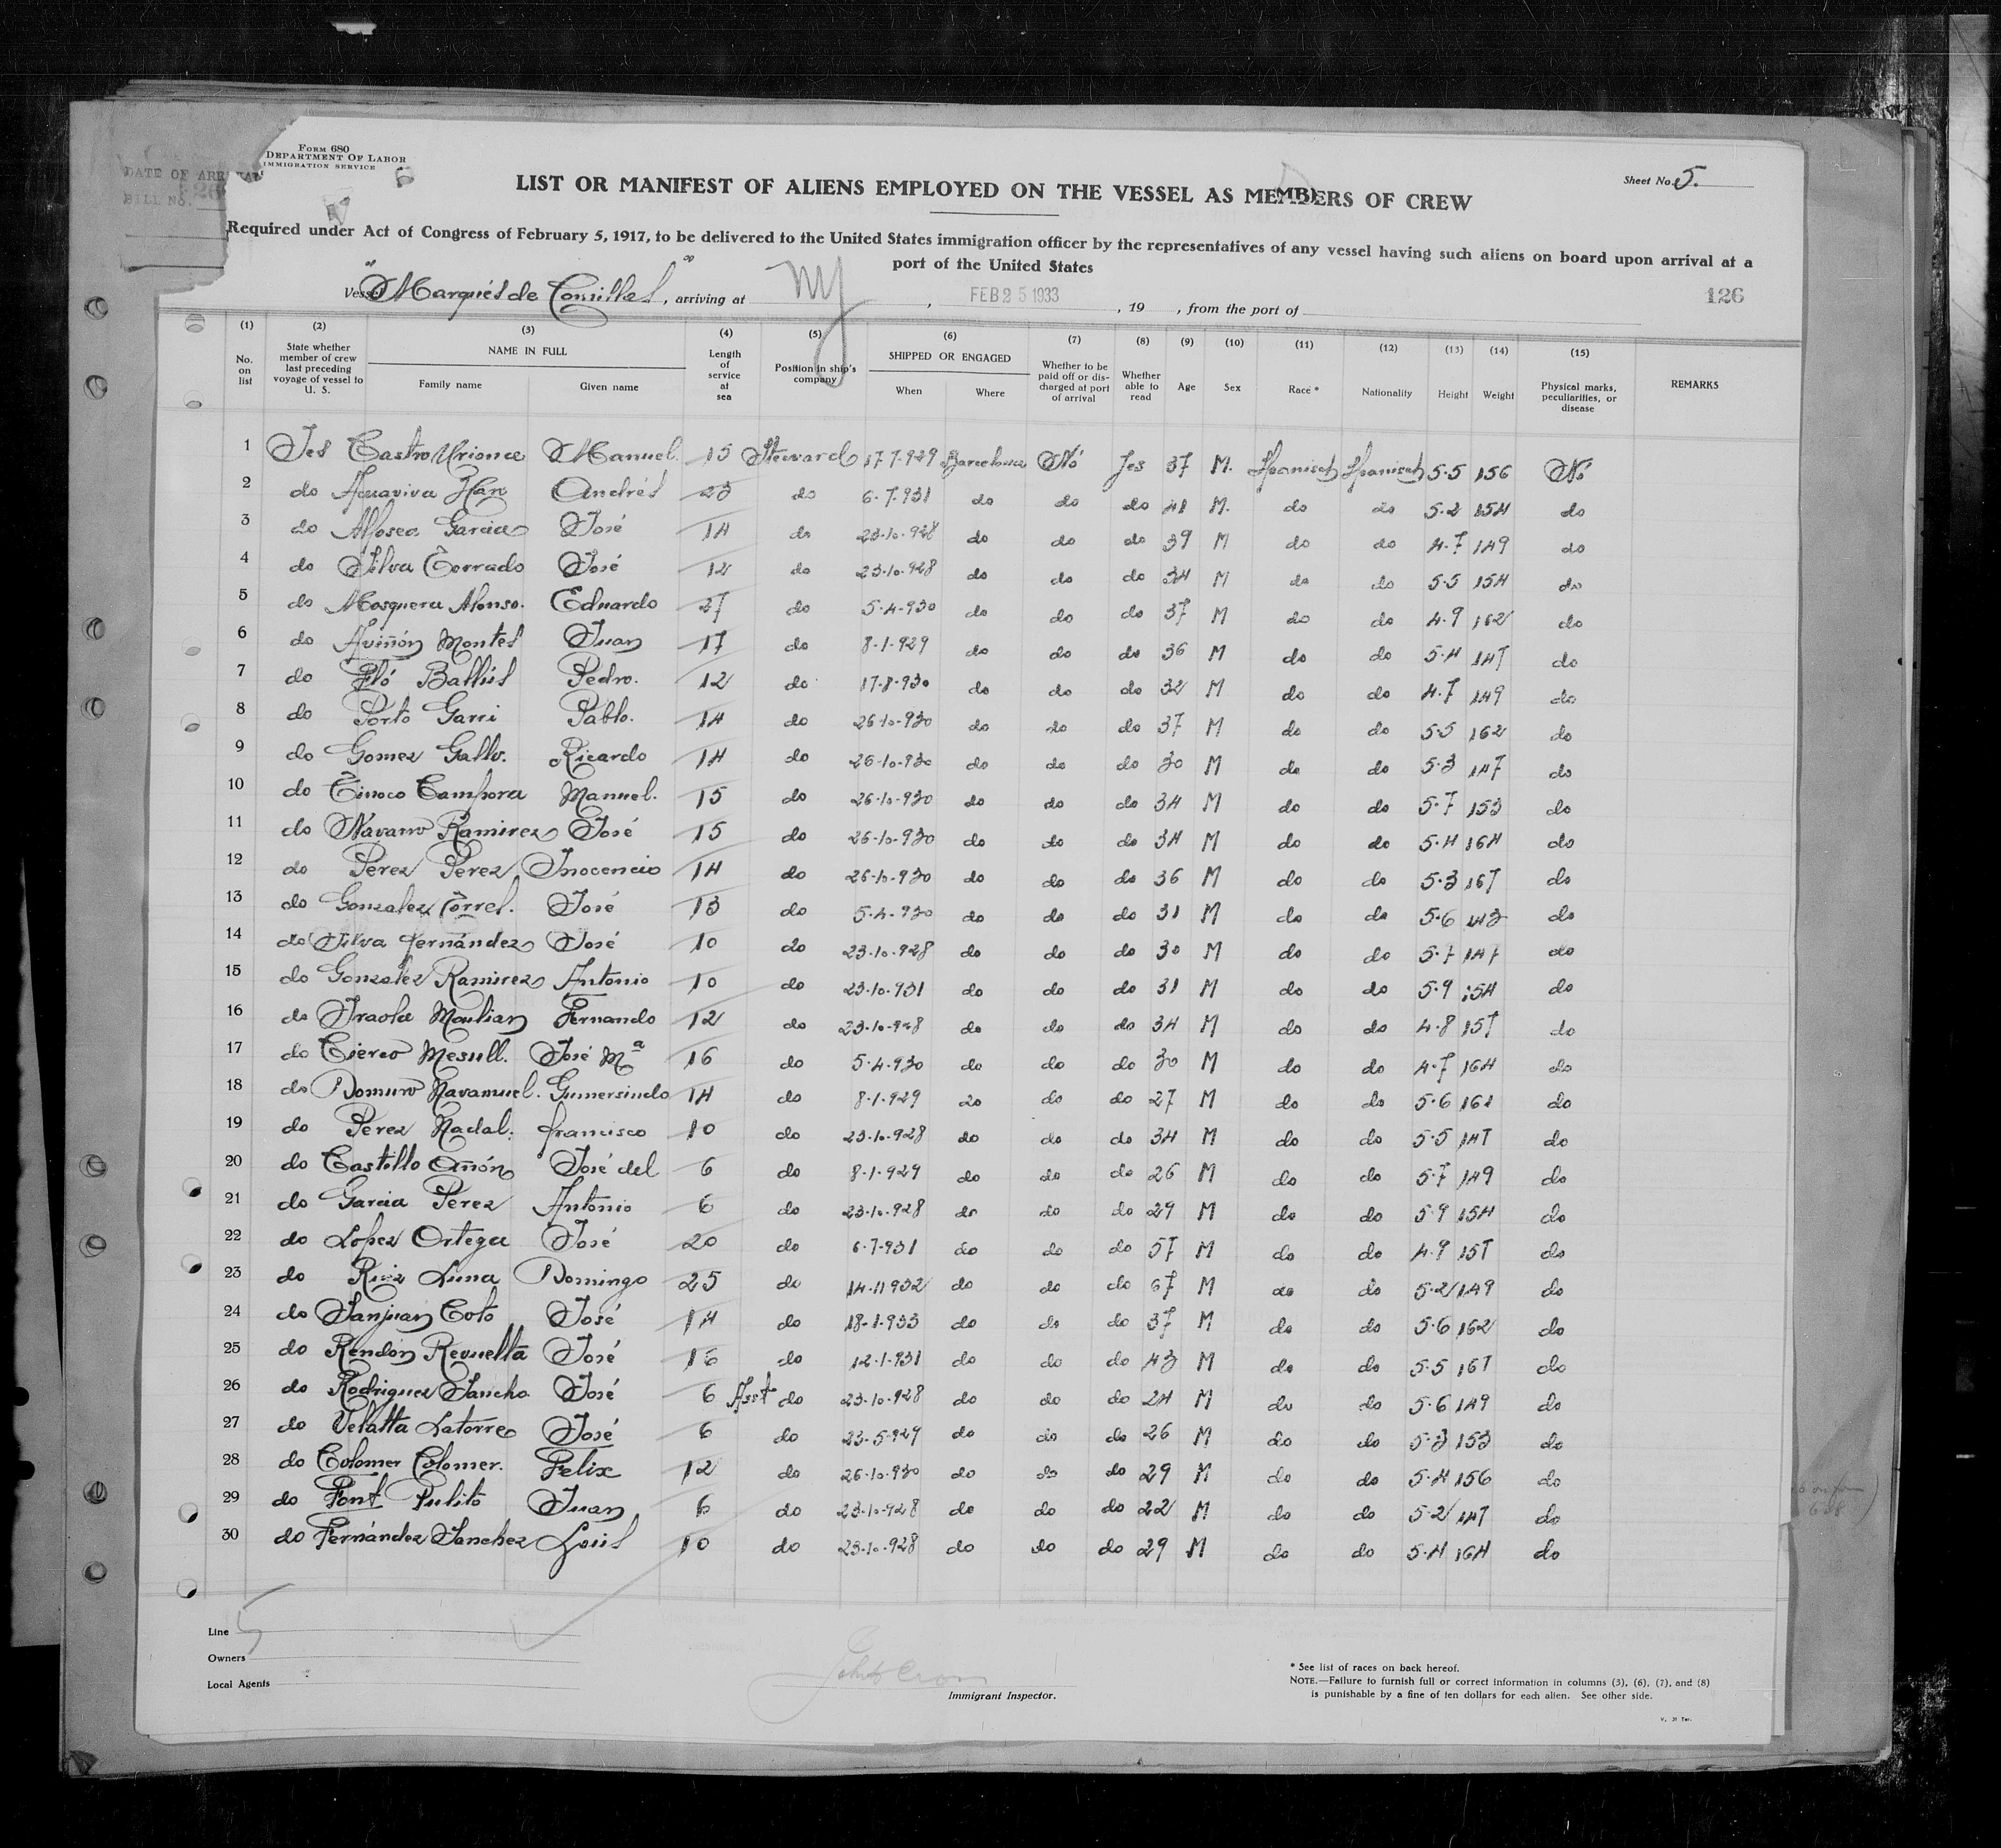 FORM 680
DEPARTMENT OF LABOR
IMMIGRATION SERVICE
DATE OF ARR
BILL NO.
Sheet No. 5.
LIST OR MANIFEST OF ALIENS EMPLOYED ON THE VESSEL AS MEMBERS OF CREW
Required under Act of Congress of February 5, 1917, to be delivered to the United States immigration officer by the representatives of any vessel having such aliens on board upon arrival at a
port of the United States
Vessel "Marqués de Comillas", arriving at NY, FEB 25 1933, 19 , from the port of
126
(1) (2) (3) (4) (5) (6) (7) (8) (9) (10) (11) (12) (13) (14) (15)
No. on list State whether member of crew last preceding voyage of vessel to U. S. NAME IN FULL Family name Given name Length of service at sea Position in ship's company SHIPPED OR ENGAGED When Where Whether to be paid off or discharged at port of arrival Whether able to read Age Sex Race * Nationality Height Weight Physical marks, peculiarities, or disease REMARKS
1 Jes Castro Manuel. 15 Steward 17 7.929 Barcelona Nó Jes 37 M. Spanisch Spanisch 5.5 156 Nó
2 do Andrés 23 do 6.7.931 do do do 41 M. do do 5.2 154 do
3 do Garcia José 14 do 23.10.928 do do do 39 M do do 4.7 149 do
4 do Silva Torrado José 12 do 23.10.928 do do do 34 M do do 5.5 154 do
5 do Mosquera Alonso. Eduardo 27 do 5.4.930 do do do 37 M do do 4.9 162 do
6 do Aviñón Montes Juan 17 do 8.1.929 do do do 36 M do do 5.4 147 do
7 do Fló Ballús Pedro. 12 do 17.8.930 do do do 32 M do do 4.7 149 do
8 do Porto Garri Pablo. 14 do 26.10.930 do do do 37 M do do 5.5 162 do
9 do Gomez Gallo. Ricardo 14 do 26.10.930 do do do 30 M do do 5.3 147 do
10 do Tinoco Campora Manuel. 15 do 26.10.930 do do do 34 M do do 5.7 153 do
11 do Navarro Ramirez José 15 do 26.10.930 do do do 34 M do do 5.4 164 do
12 do Perez Perez Inocencio 14 do 26.10.930 do do do 36 M do do 5.3 167 do
13 do Gonzalez Torrel. José 13 do 5.4.930 do do do 31 M do do 5.6 143 do
14 do Silva fernández José 10 do 23.10.928 do do do 30 M do do 5.7 147 do
15 do Gonzalez Ramirez Antonio 10 do 23.10.931 do do do 31 M do do 5.9 154 do
16 do Iraola Fernando 12 do 23.10.928 do do do 34 M do do 4.8 157 do
17 do Cierco Mesull. José Mª 16 do 5.4.930 do do do 30 M do do 4.7 164 do
18 do Navamuel. Gumersindo 14 do 8.1.929 do do do 27 M do do 5.6 161 do
19 do Perez Nadal. francisco 10 do 23.10.928 do do do 34 M do do 5.5 147 do
20 do Castillo Añón José del 6 do 8.1.929 do do do 26 M do do 5.7 149 do
21 do Garcia Perez Antonio 6 do 23.10.928 do do do 29 M do do 5.9 154 do
22 do Lopez Ortega José 20 do 6.7.931 do do do 57 M do do 4.9 157 do
23 do Ruiz Luna Domingo 25 do 14.11 932 do do do 67 M do do 5.2 149 do
24 do Sanjuan Coto José 14 do 18.1.933 do do do 37 M do do 5.6 162 do
25 do Rendón Revuelta José 16 do 12.1.931 do do do 43 M do do 5.5 167 do
26 do Rodriguez Sancho José 6 Asst do 23.10.928 do do do 24 M do do 5.6 149 do
27 do Velatta Latorre José 6 do 23.5.929 do do do 26 M do do 5.3 153 do
28 do Colomer Colomer. Felix 12 do 26.10.930 do do do 29 M do do 5.4 156 do
29 do Font Pulito Juan 6 do 23.10.928 do do do 22 M do do 5.2 147 do
30 do Fernández Sanchez Louis 10 do 23.10.928 do do do 29 M do do 5.4 164 do
Line 5
Owners
Local Agents
Immigrant Inspector.
* See list of races on back hereof.
NOTE.—Failure to furnish full or correct information in columns (3), (6), (7), and (8)
is punishable by a fine of ten dollars for each alien. See other side.